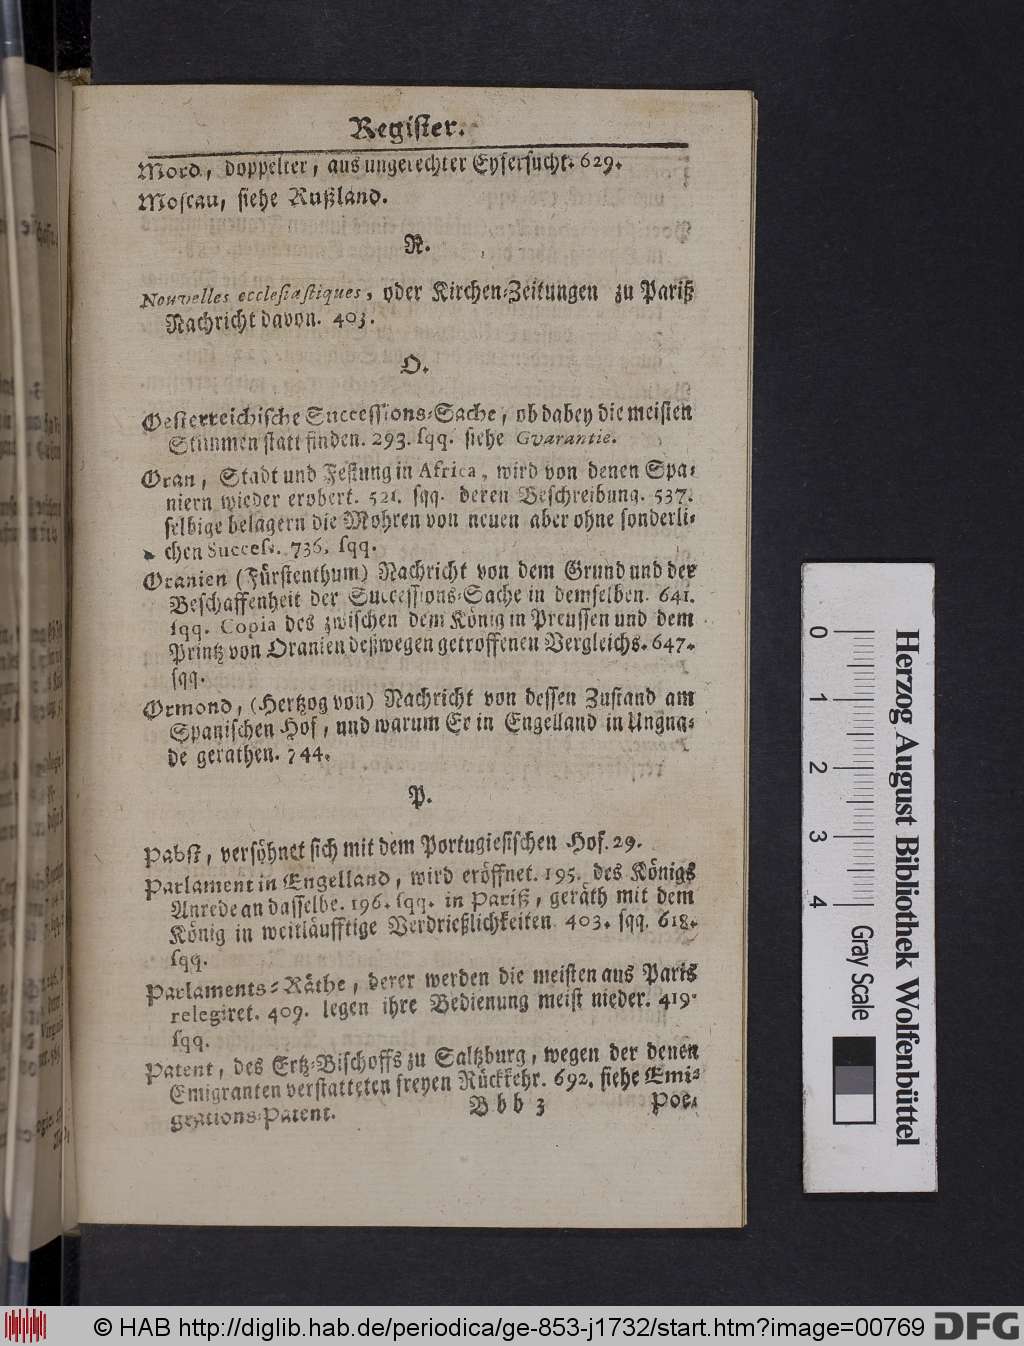 Register.
Mord, doppelter, aus ungerechter Eyfersucht. 629.
Moscau, siehe Rußland.
N.
Nouvelles ecclesiastiques, oder Kirchen-Zeitungen zu Pariß
Nachricht davon. 403.
O.
Oesterreichische Successions-Sache, ob dabey die meisten
Stimmen statt finden. 293. sqq. siehe Gvarantie.
Oran, Stadt und Festung in Africa, wird von denen Spa-
niern wieder erobert. 521. sqq. deren Beschreibung. 537.
selbige belagern die Mohren von neuen aber ohne sonderli-
chen Success. 736. sqq.
Oranien (Fürstenthum) Nachricht von dem Grund und der
Beschaffenheit der Successions-Sache in demselben. 641.
sqq. Copia des zwischen dem König in Preussen und dem
Printz von Oranien deßwegen getroffenen Vergleichs. 647.
sqq.
Ormond, (Hertzog von) Nachricht von dessen Zustand am
Spanischen Hof, und warum Er in Engelland in Ungna-
de gerathen. 744.
P.
Pabst, versöhnet sich mit dem Portugiesischen Hof. 29.
Parlament in Engelland, wird eröffnet. 195. des Königs
Anrede an dasselbe. 196. sqq. in Pariß, geräth mit dem
König in weitläufftige Verdrießlichkeiten 403. sqq. 618.
sqq.
Parlaments-Räthe, derer werden die meisten aus Paris
relegiret. 409. legen ihre Bedienung meist nieder. 419.
sqq.
Patent, des Ertz-Bischoffs zu Saltzburg, wegen der denen
Emigranten verstatteten freyen Rückkehr. 692. siehe Emi-
grations-Patent.
Bbb 3 Poe-
0 1 2 3 4
Herzog August Bibliothek Wolfenbüttel
Gray Scale
© HAB http://diglib.hab.de/periodica/ge-853-j1732/start.htm?image=00769 DFG